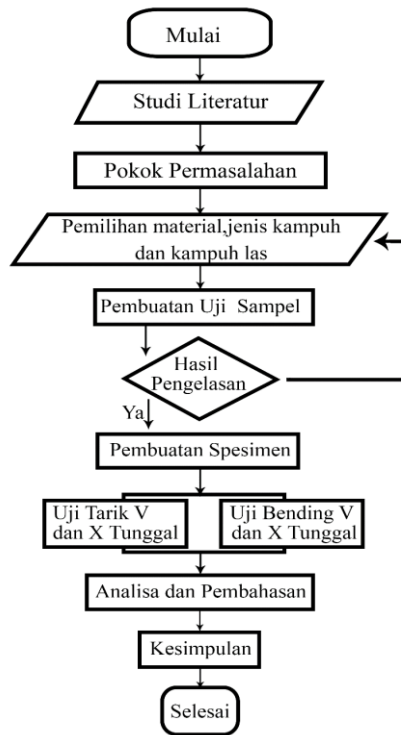 Mulai
Studi Literatur
Pokok Permasalahan
Pemilihan material,jenis kampuh
dan kampuh las
Pembuatan Uji Sampel
Hasil
Pengelasan
Ya
Pembuatan Spesimen
Uji Tarik V
dan X Tunggal
Uji Bending V
dan X Tunggal
Analisa dan Pembahasan
Kesimpulan
Selesai